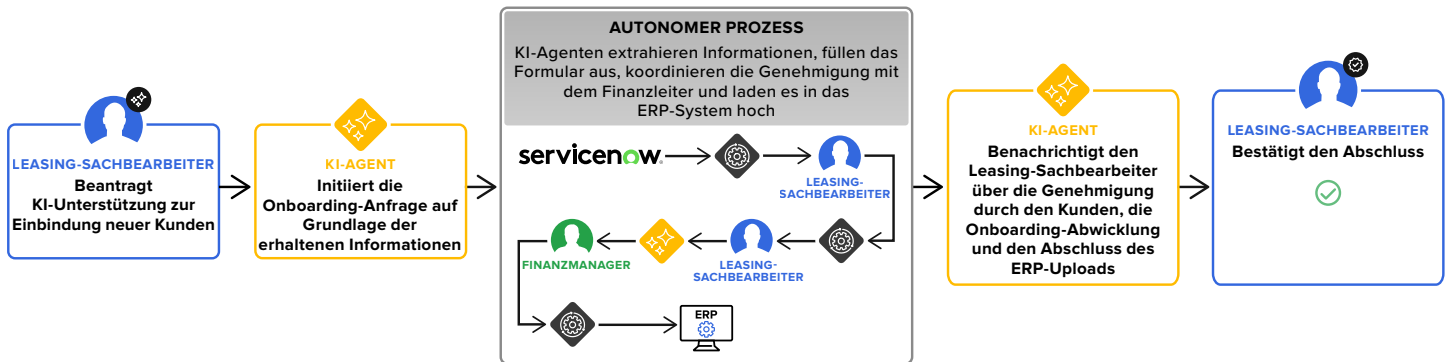 LEASING-SACHBEARBEITER
Beantragt
KI-Unterstützung zur
Einbindung neuer Kunden
KI-AGENT
Initiiert die
Onboarding-Anfrage auf
Grundlage der
erhaltenen Informationen
AUTONOMER PROZESS
KI-Agenten extrahieren Informationen, füllen das
Formular aus, koordinieren die Genehmigung mit
dem Finanzleiter und laden es in das
ERP-System hoch
servicenow
LEASING-
SACHBEARBEITER
FINANZMANAGER
LEASING-
SACHBEARBEITER
ERP
KI-AGENT
Benachrichtigt den
Leasing-Sachbearbeiter
über die Genehmigung
durch den Kunden, die
Onboarding-Abwicklung
und den Abschluss des
ERP-Uploads
LEASING-SACHBEARBEITER
Bestätigt den Abschluss